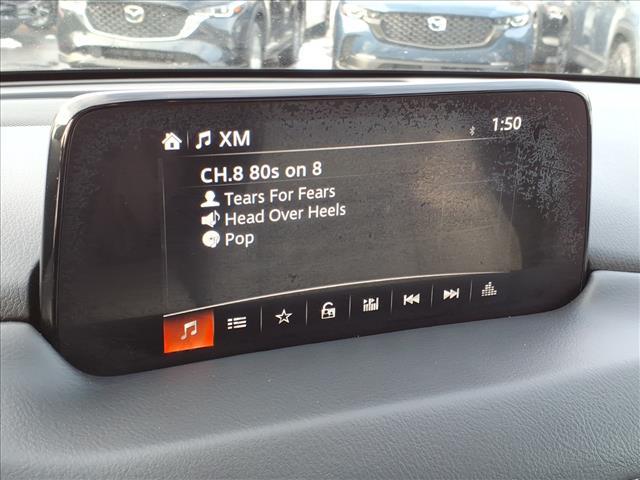 XM
1:50
CH.8 80s on 8
Tears For Fears
Head Over Heels
Pop